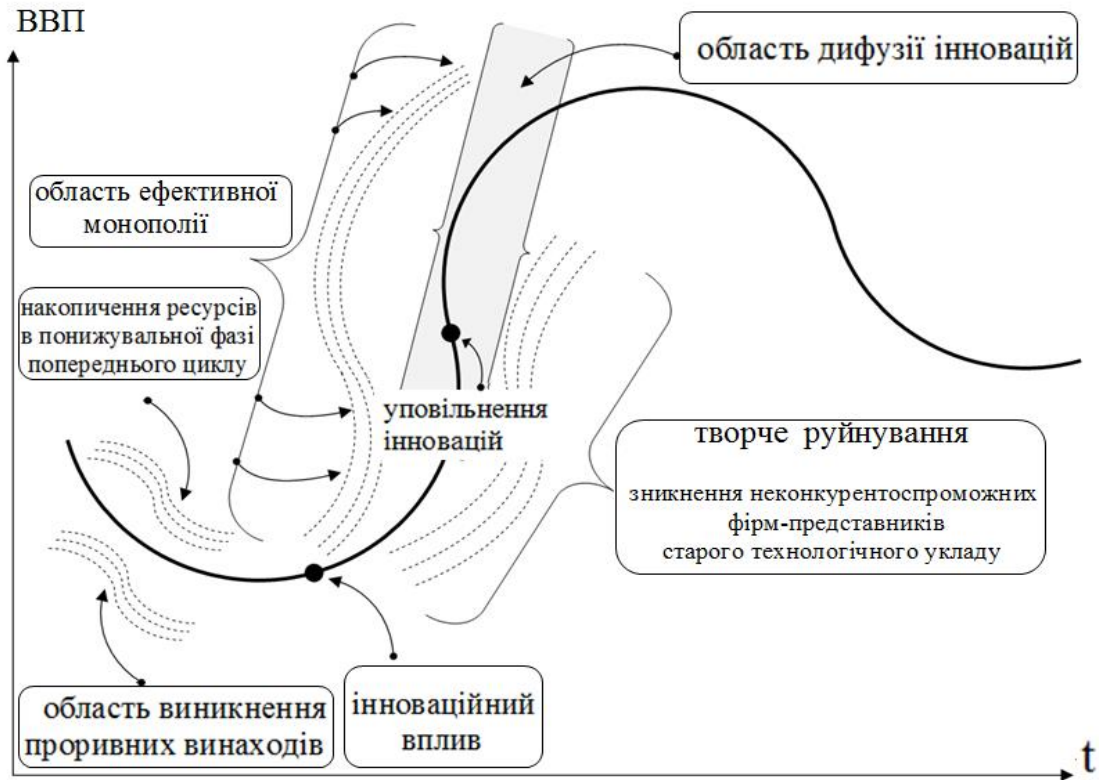 ВВП
область дифузії інновацій
область ефективної
монополії
накопичення ресурсів
в понижувальної фазі
попереднього циклу
уповільнення
інновацій
творче руйнування
зникнення неконкурентоспроможних
фірм-представників
старого технологічного укладу
область виникнення
проривних винаходів
інноваційний
вплив
t